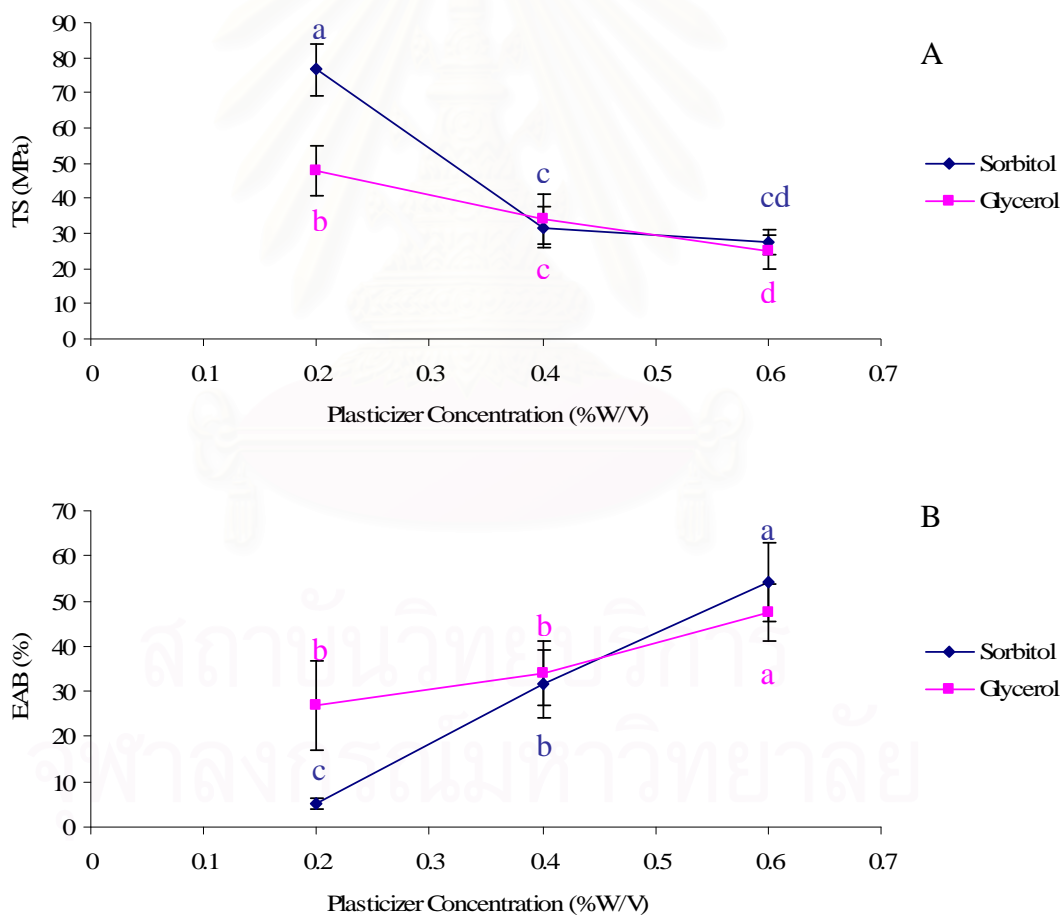 A
90
80
70
60
50
40
30
20
10
0
TS (MPa)
a
b
c
c
cd
d
Sorbitol
Glycerol
0 0.1 0.2 0.3 0.4 0.5 0.6 0.7
Plasticizer Concentration (%W/V)
B
70
60
50
40
30
20
10
0
EAB (%)
a
b
b
a
c
b
Sorbitol
Glycerol
0 0.1 0.2 0.3 0.4 0.5 0.6 0.7
Plasticizer Concentration (%W/V)
สถาบันวิทยบริการ
จุฬาลงกรณ์มหาวิทยาลัย